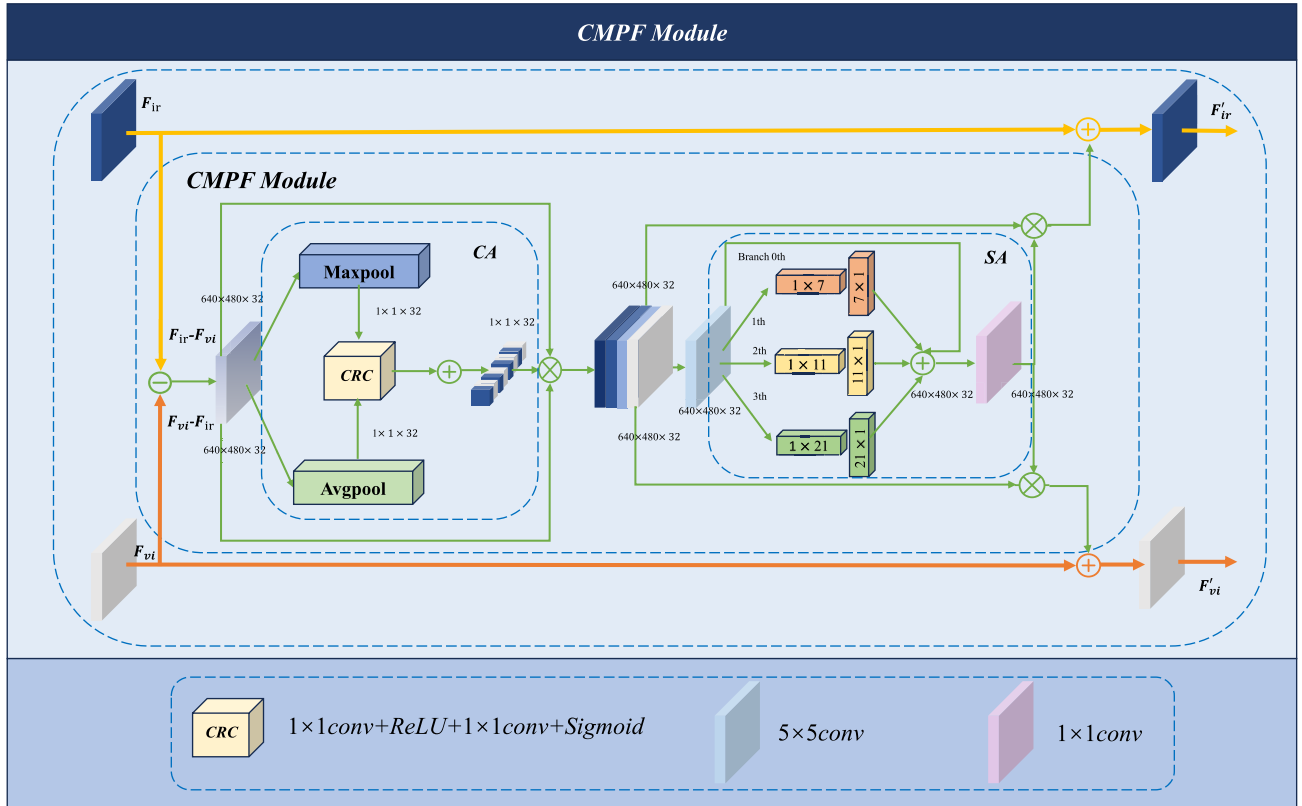 CMPF Module
F_ir
F'_ir
CMPF Module
CA
SA
Branch 0th
Maxpool
1 × 7
7 × 1
640×480× 32
640×480× 32
1× 1 × 32
1× 1 × 32
1th
F_ir-F_vi
CRC
2th
1 × 11
11 × 1
F_vi-F_ir
640×480× 32
3th
640×480× 32
640×480× 32
640×480× 32
1× 1 × 32
640×480× 32
1 × 21
21 × 1
Avgpool
F_vi
F'_vi
CRC
1×1conv+ReLU+1×1conv+Sigmoid
5×5conv
1×1conv